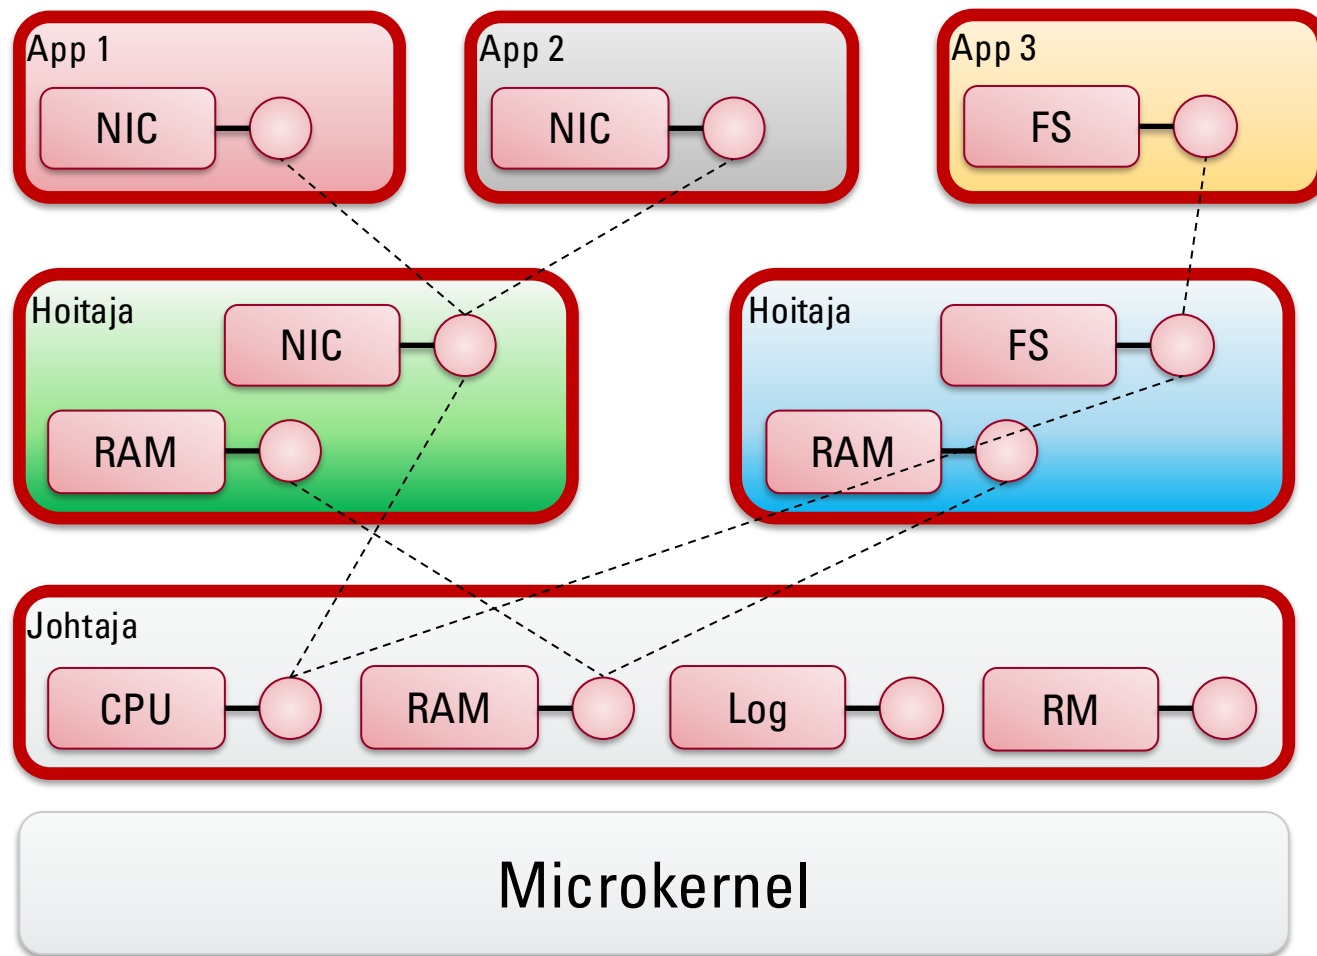 App 1
NIC
App 2
NIC
App 3
FS
Hoitaja
NIC
RAM
Hoitaja
FS
RAM
Johtaja
CPU
RAM
Log
RM
Microkernel